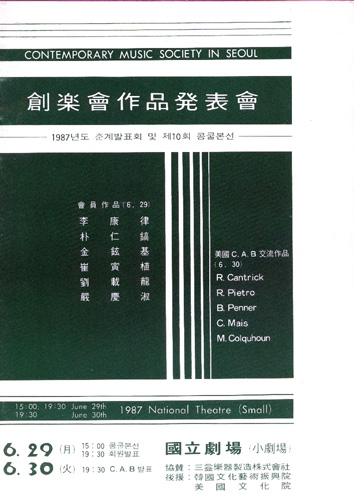 CONTEMPORARY MUSIC SOCIETY IN SEOUL
創楽會作品発表會
1987년도 춘계발표회 및 제10회 콩쿨본선
會員作品(6, 29)
李康律
朴仁鎬
金鉉基
崔寅植
劉載龍
嚴慶淑
美國 C.A.B 交流作品
(6, 30)
R. Cantrick
R. Pietro
B. Penner
C. Mais
M. Colquhoun
15:00, 19:30 June 29th
19:30 June 30th
1987 National Theatre (Small)
6.29 (月) 15:00 콩쿨본선
19:30 회원발표
6.30 (火) 19:30 C.A.B 발표
國立劇場 (小劇場)
協賛 : 三益樂器製造株式會社
後援 : 韓國文化藝術振興院
美國文化院